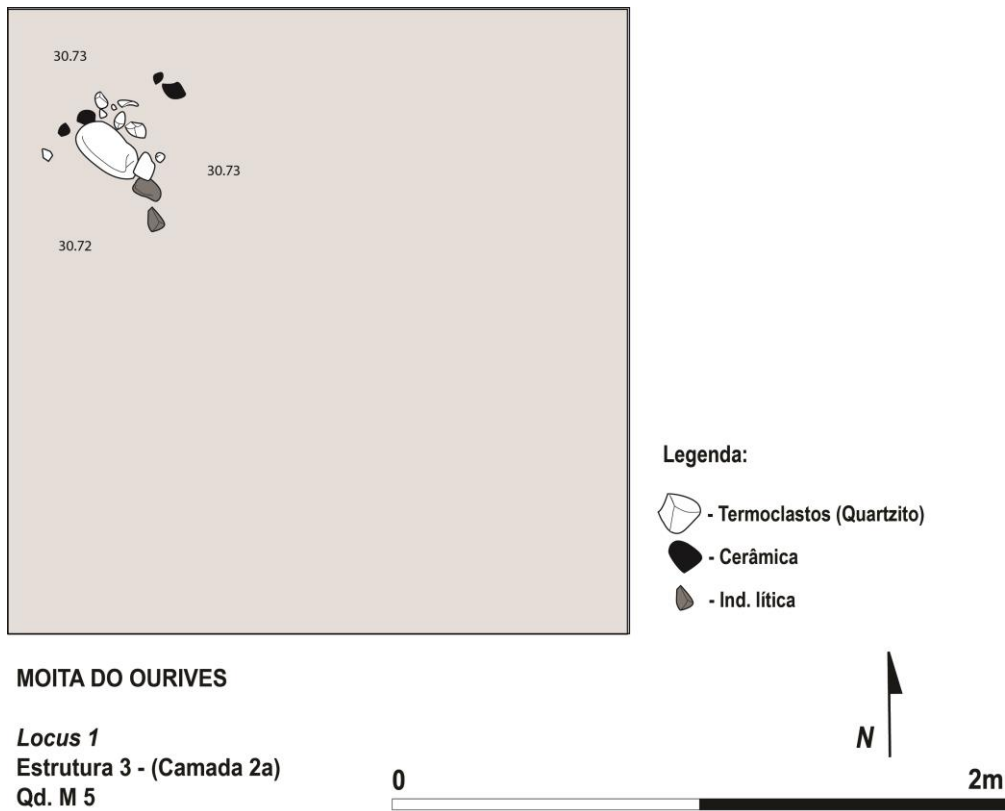 30.73
30.73
30.72
Legenda:
- Termoclastos (Quartzito)
- Cerâmica
- Ind. lítica
MOITA DO OURIVES
Locus 1
Estrutura 3 - (Camada 2a)
Qd. M 5
N
0
2m